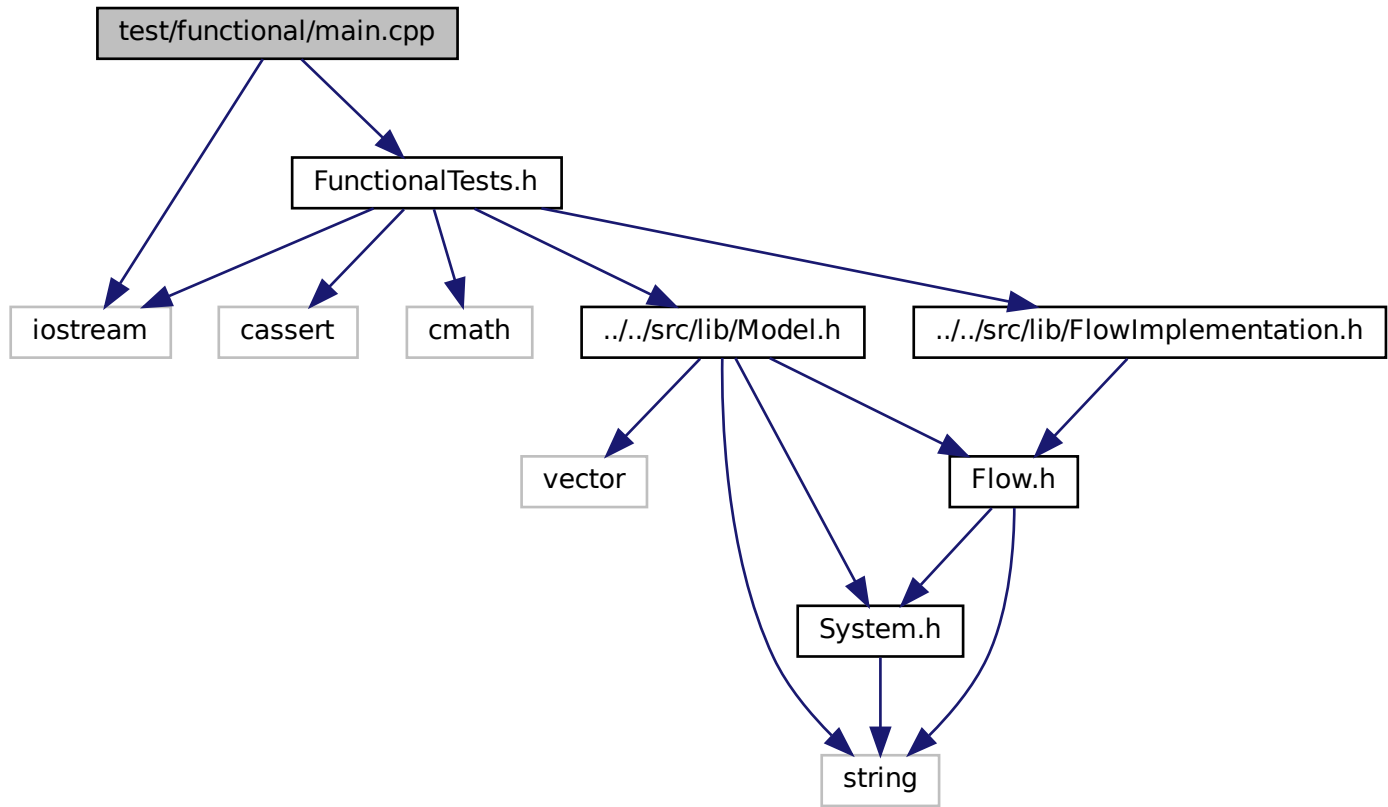 test/functional/main.cpp
FunctionalTests.h
iostream
cassert
cmath
../../src/lib/Model.h
../../src/lib/FlowImplementation.h
vector
Flow.h
System.h
string